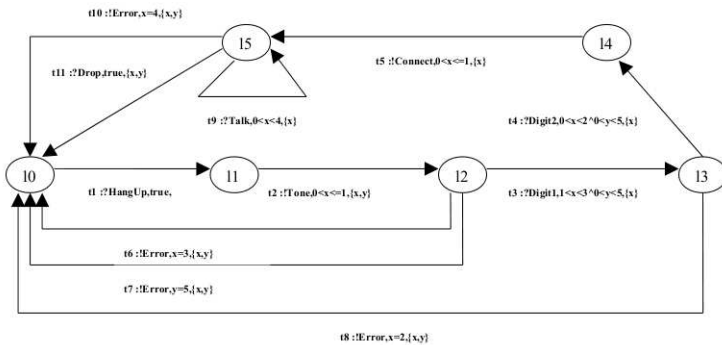 t10 :!Error,x=4,{x,y}
l5
l4
t5 :!Connect,0<x<=1,{x}
t11 :?Drop,true,{x,y}
t9 :?Talk,0<x<4,{x}
t4 :?Digit2,0<x<2^0<y<5,{x}
l0
l1
l2
l3
t1 :?HangUp,true,
t2 :!Tone,0<x<=1,{x,y}
t3 :?Digit1,1<x<3^0<y<5,{x}
t6 :!Error,x=3,{x,y}
t7 :!Error,y=5,{x,y}
t8 :!Error,x=2,{x,y}